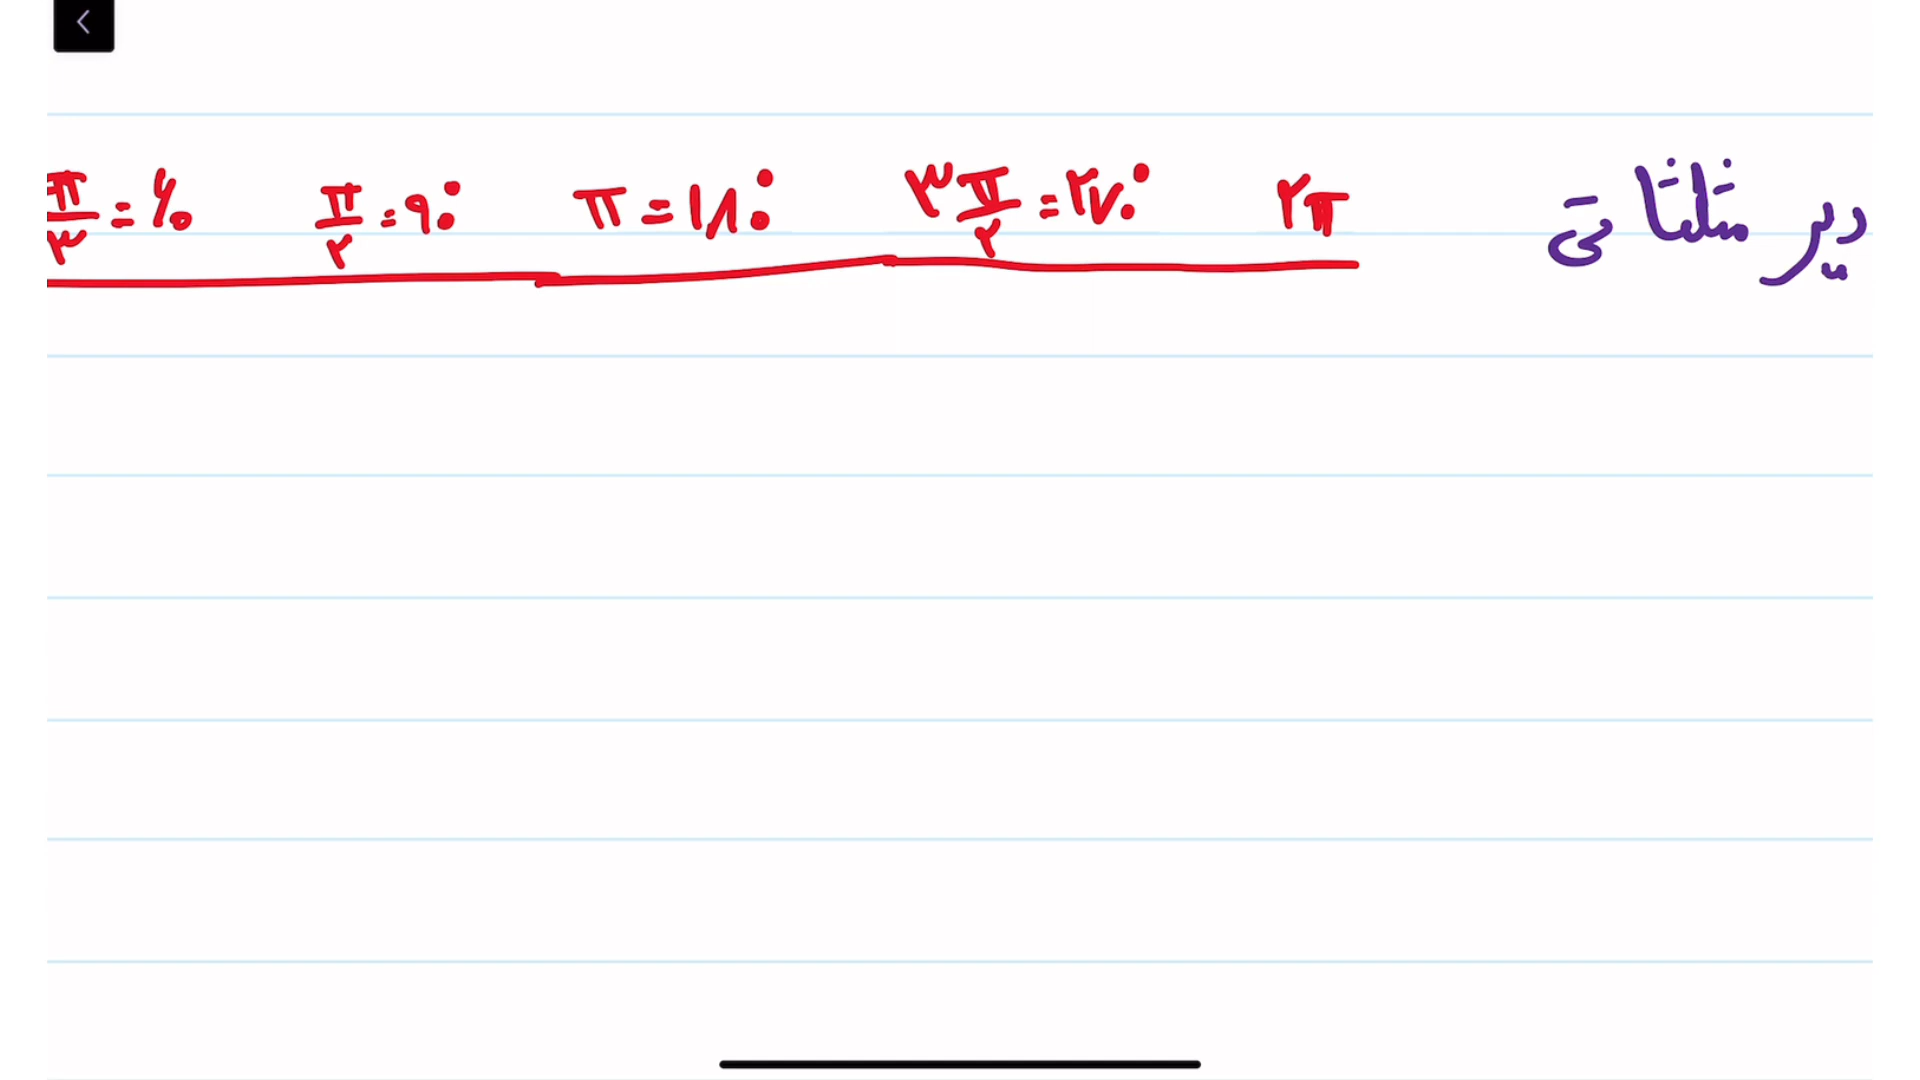 دیر مثلثاتی
π/۳ = ۶۰ π/۲ = ۹۰° π = ۱۸۰° ۳π/۲ = ۲۷۰° ۲π